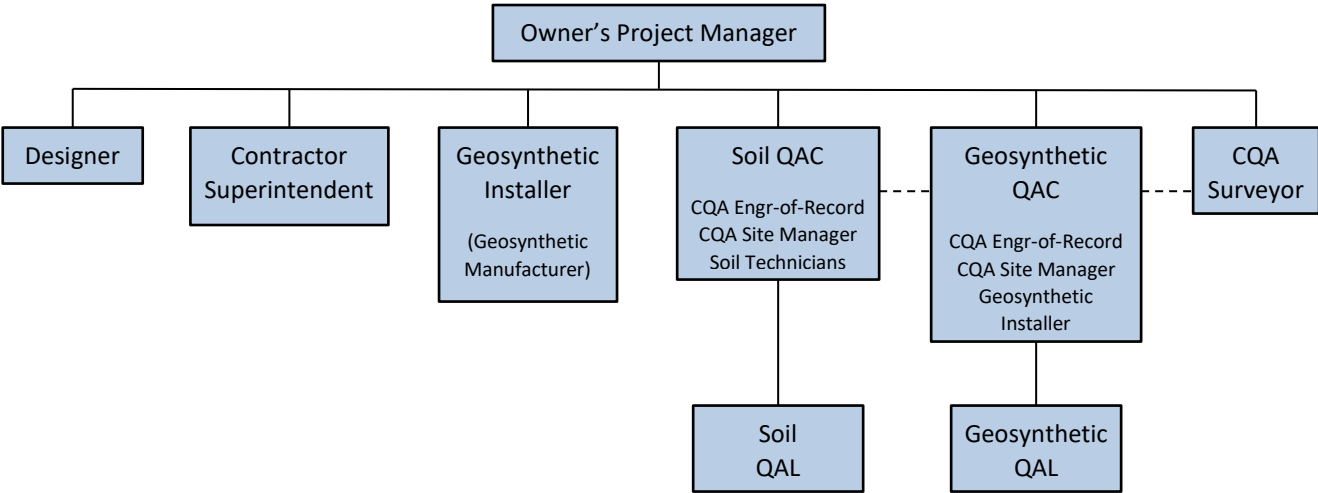 Owner’s Project Manager
Designer
Contractor
Superintendent
Geosynthetic
Installer
(Geosynthetic
Manufacturer)
Soil QAC
CQA Engr-of-Record
CQA Site Manager
Soil Technicians
Geosynthetic
QAC
CQA Engr-of-Record
CQA Site Manager
Geosynthetic
Installer
CQA
Surveyor
Soil
QAL
Geosynthetic
QAL